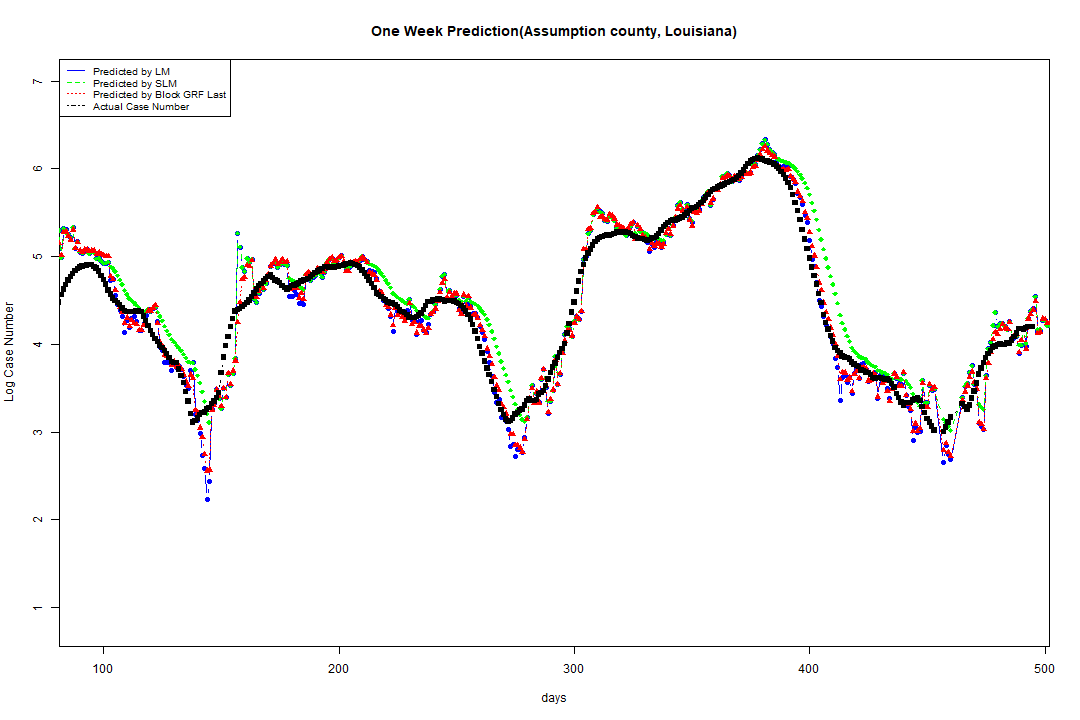 One Week Prediction(Assumption county, Louisiana)
Predicted by LM
Predicted by SLM
Predicted by Block GRF Last
Actual Case Number
7
6
5
4
3
2
1
Log Case Number
100 200 300 400 500
days